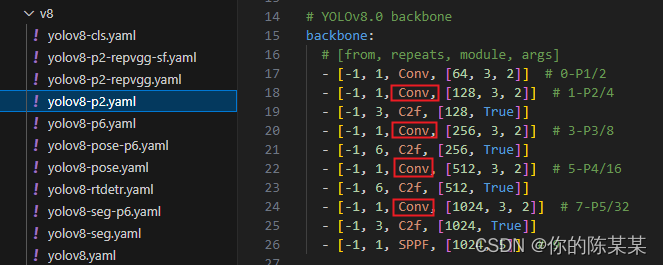 v8
yolov8-cls.yaml
yolov8-p2-repvgg-sf.yaml
yolov8-p2-repvgg.yaml
yolov8-p2.yaml
yolov8-p6.yaml
yolov8-pose-p6.yaml
yolov8-pose.yaml
yolov8-rtdetr.yaml
yolov8-seg-p6.yaml
yolov8-seg.yaml
yolov8.yaml
14 # YOLOv8.0 backbone
15 backbone:
16 # [from, repeats, module, args]
17 - [-1, 1, Conv, [64, 3, 2]] # 0-P1/2
18 - [-1, 1, Conv, [128, 3, 2]] # 1-P2/4
19 - [-1, 3, C2f, [128, True]]
20 - [-1, 1, Conv, [256, 3, 2]] # 3-P3/8
21 - [-1, 6, C2f, [256, True]]
22 - [-1, 1, Conv, [512, 3, 2]] # 5-P4/16
23 - [-1, 6, C2f, [512, True]]
24 - [-1, 1, Conv, [1024, 3, 2]] # 7-P5/32
25 - [-1, 3, C2f, [1024, True]]
26 - [-1, 1, SPPF, [1024,
CSDN @你的陈某某